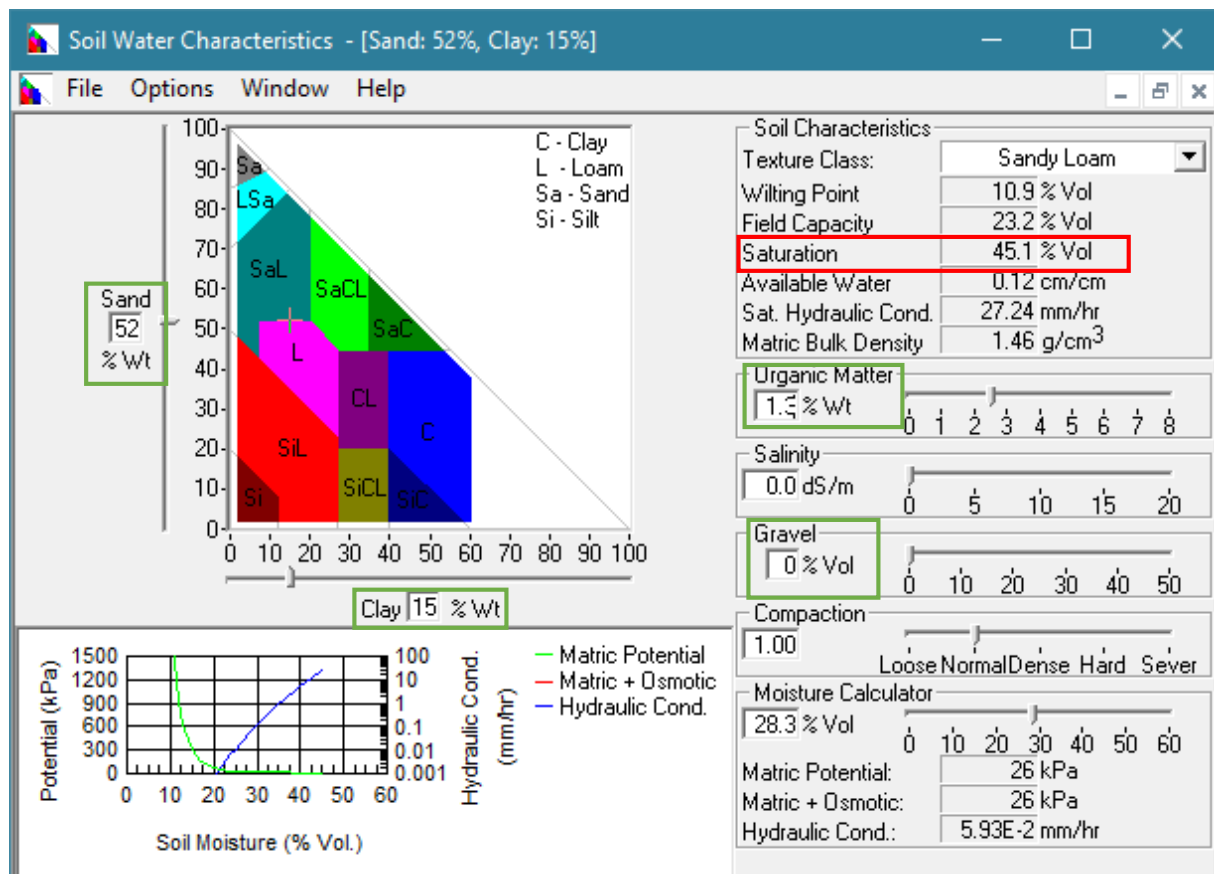 Soil Water Characteristics - [Sand: 52%, Clay: 15%]
File Options Window Help
100
90
80
70
60
50
40
30
20
10
0
Sand
52
% Wt
C - Clay
L - Loam
Sa - Sand
Si - Silt
Sa
LSa
SaL
SaCL
SaC
L
CL
C
SiL
SiCL
SiC
Si
0 10 20 30 40 50 60 70 80 90 100
Clay 15 % Wt
Soil Characteristics
Texture Class: Sandy Loam
Wilting Point 10.9 % Vol
Field Capacity 23.2 % Vol
Saturation 45.1 % Vol
Available Water 0.12 cm/cm
Sat. Hydraulic Cond. 27.24 mm/hr
Matric Bulk Density 1.46 g/cm3
Organic Matter
% Wt
0 1 2 3 4 5 6 7 8
Salinity
0.0 dS/m
0 5 10 15 20
Gravel
0 % Vol
0 10 20 30 40 50
Compaction
1.00
Loose Normal Dense Hard Sever
Moisture Calculator
28.3 % Vol
0 10 20 30 40 50 60
Matric Potential: 26 kPa
Matric + Osmotic: 26 kPa
Hydraulic Cond.: 5.93E-2 mm/hr
Potential (kPa)
1500
1200
900
600
300
0
0 10 20 30 40 50 60
Soil Moisture (% Vol.)
100
10
1
0.1
0.01
0.001
Hydraulic Cond.
(mm/hr)
Matric Potential
Matric + Osmotic
Hydraulic Cond.